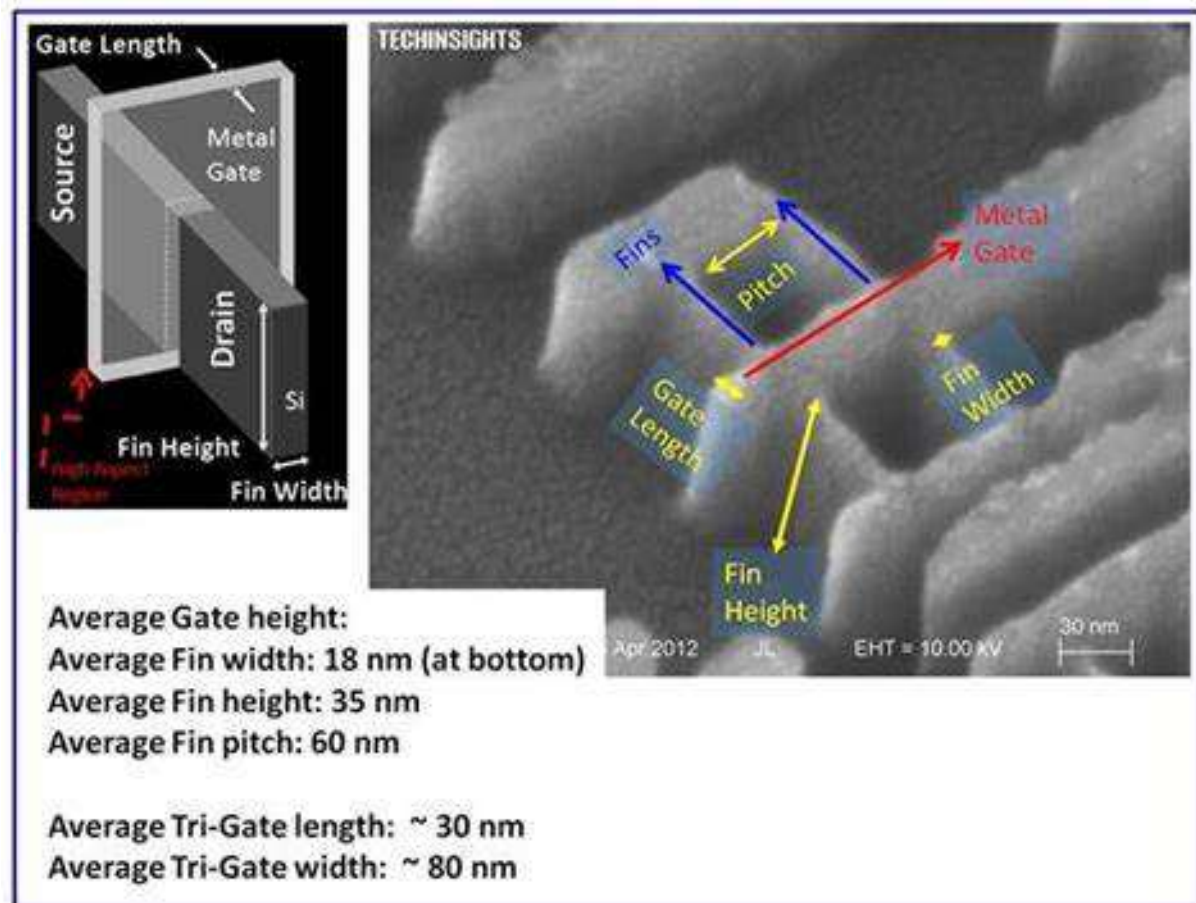 Gate Length
Metal
Gate
Source
Drain
Si
Fin Height
Fin Width
High Aspect
Region
TECHINSIGHTS
Fins
Pitch
Metal
Gate
Gate
Length
Fin
Width
Fin
Height
Apr 2012 JL EHT = 10.00 kV 30 nm
Average Gate height:
Average Fin width: 18 nm (at bottom)
Average Fin height: 35 nm
Average Fin pitch: 60 nm
Average Tri-Gate length: ~ 30 nm
Average Tri-Gate width: ~ 80 nm